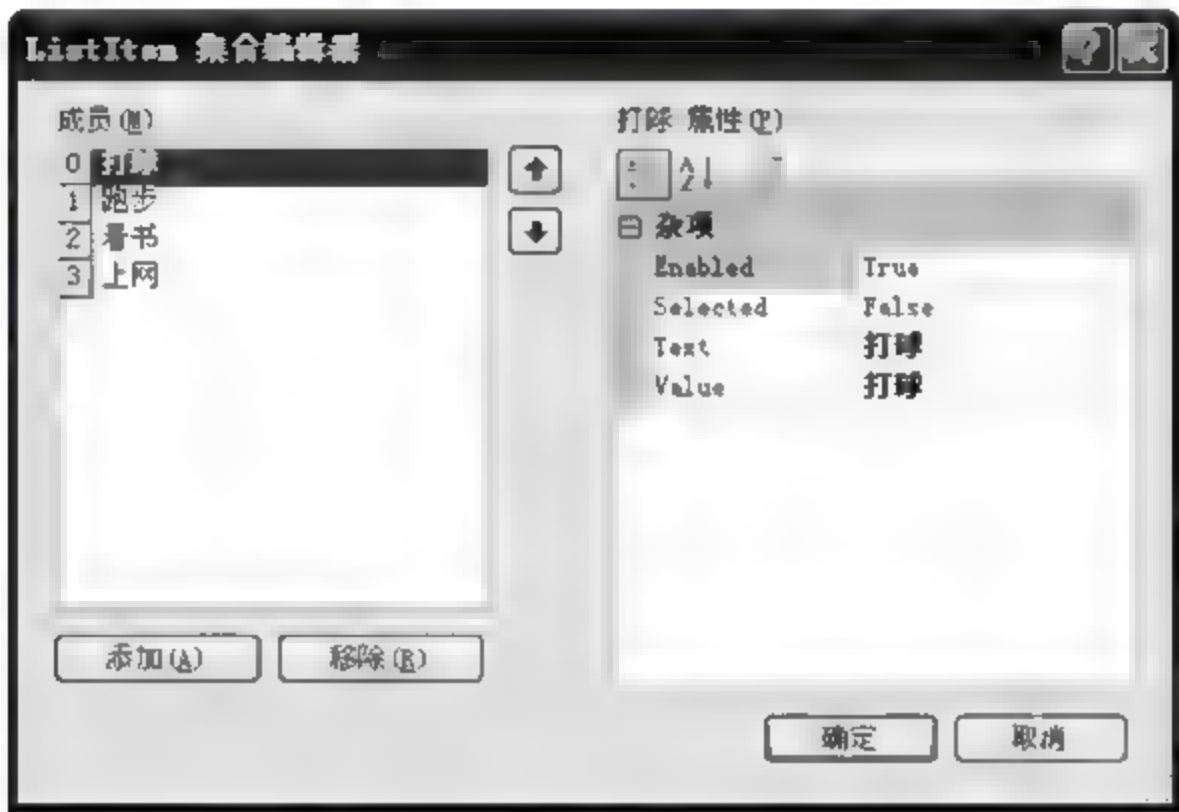 ListItem 集合编辑器
成员(M)
0 打球
1 跑步
2 看书
3 上网
添加(A)
移除(R)
打球 属性(P)
杂项
Enabled True
Selected False
Text 打球
Value 打球
确定
取消